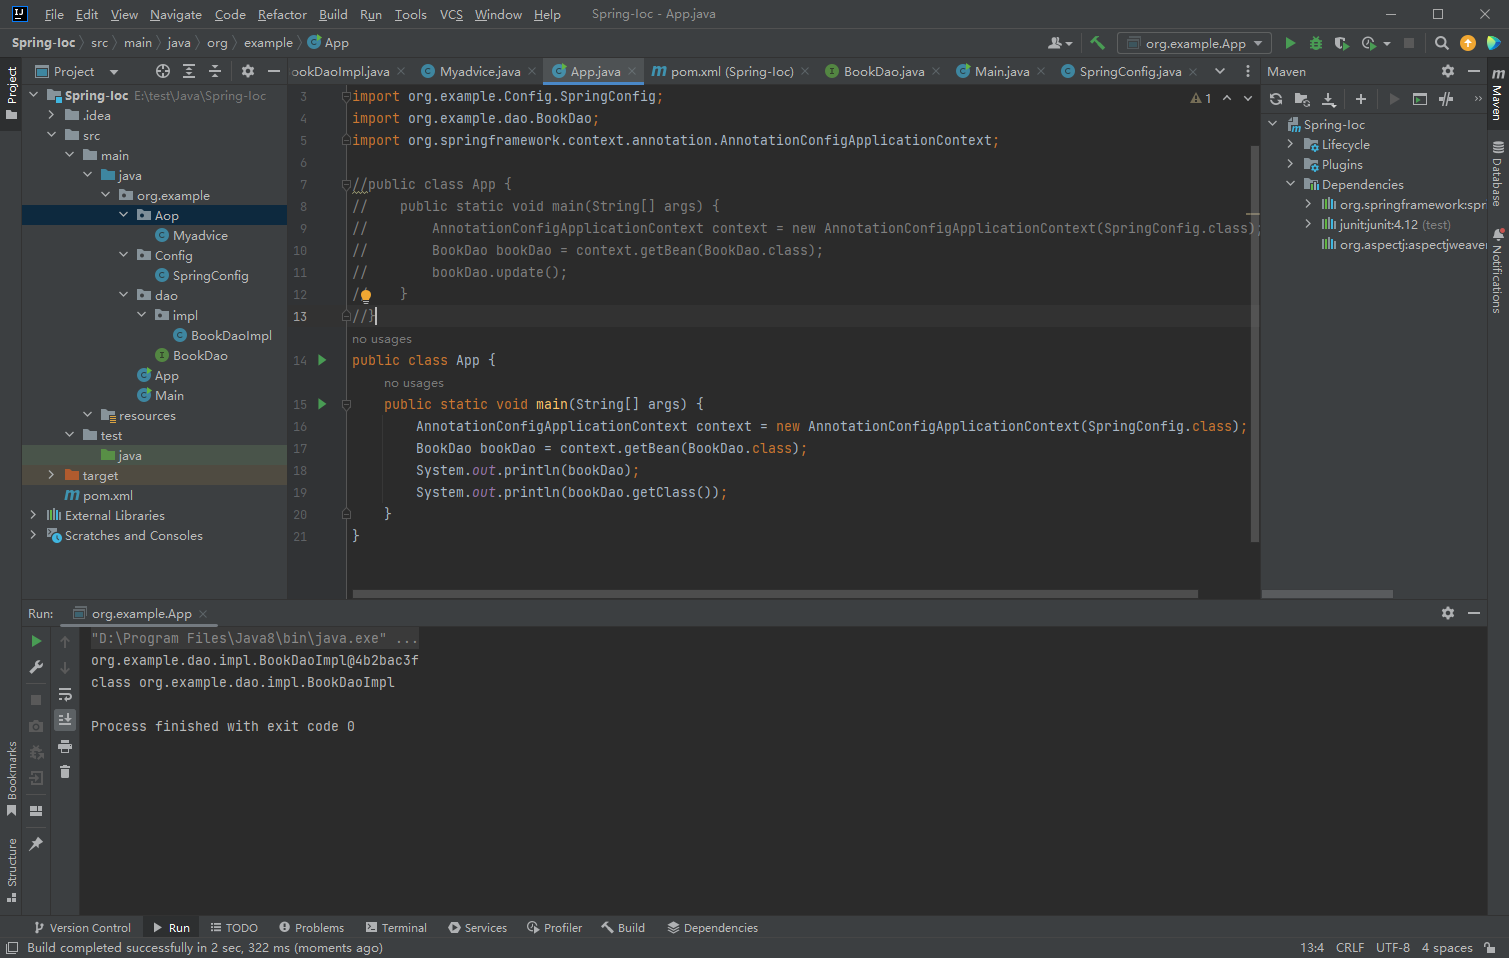 File Edit View Navigate Code Refactor Build Run Tools VCS Window Help Spring-Ioc - App.java
Spring-Ioc src main java org example App
org.example.App
Project
Project
ookDaoImpl.java Myadvice.java App.java pom.xml (Spring-Ioc) BookDao.java Main.java SpringConfig.java
Maven
Spring-Ioc E:\test\Java\Spring-Ioc
.idea
src
main
java
org.example
Aop
Myadvice
Config
SpringConfig
dao
impl
BookDaoImpl
BookDao
App
Main
resources
test
java
target
pom.xml
External Libraries
Scratches and Consoles
1
3 import org.example.Config.SpringConfig;
4 import org.example.dao.BookDao;
5 import org.springframework.context.annotation.AnnotationConfigApplicationContext;
6
7 //public class App {
8 // public static void main(String[] args) {
9 // AnnotationConfigApplicationContext context = new AnnotationConfigApplicationContext(SpringConfig.class);
10 // BookDao bookDao = context.getBean(BookDao.class);
11 // bookDao.update();
12 / }
13 //}
no usages
14 public class App {
no usages
15 public static void main(String[] args) {
16 AnnotationConfigApplicationContext context = new AnnotationConfigApplicationContext(SpringConfig.class);
17 BookDao bookDao = context.getBean(BookDao.class);
18 System.out.println(bookDao);
19 System.out.println(bookDao.getClass());
20 }
21 }
Spring-Ioc
Lifecycle
Plugins
Dependencies
org.springframework:spr
junit:junit:4.12 (test)
org.aspectj:aspectjweaver
Maven
Database
Notifications
Run: org.example.App
"D:\Program Files\Java8\bin\java.exe" ...
org.example.dao.impl.BookDaoImpl@4b2bac3f
class org.example.dao.impl.BookDaoImpl
Process finished with exit code 0
Bookmarks
Structure
Version Control Run TODO Problems Terminal Services Profiler Build Dependencies
Build completed successfully in 2 sec, 322 ms (moments ago) 13:4 CRLF UTF-8 4 spaces